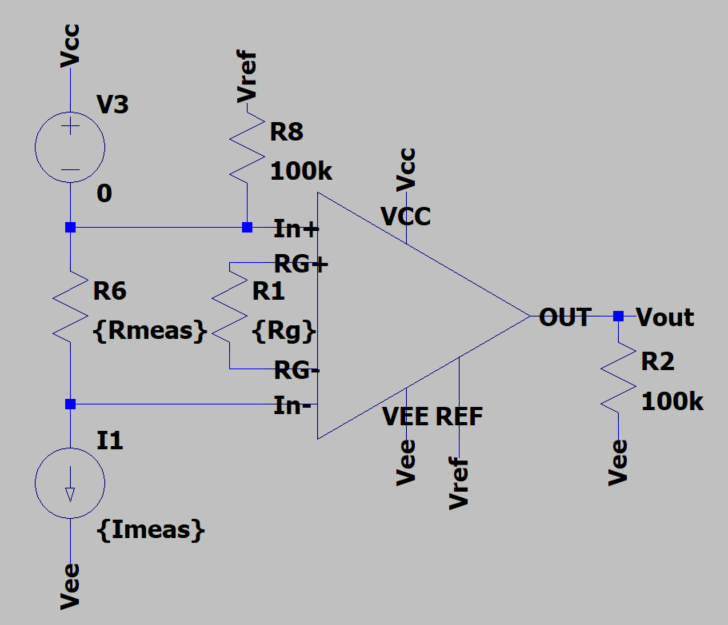 Vcc
V3
0
Vref
R8
100k
Vcc
VCC
In+
RG+
R6
{Rmeas}
R1
{Rg}
RG-
In-
OUT
Vout
R2
100k
Vee
VEE
REF
Vee
Vref
I1
{Imeas}
Vee